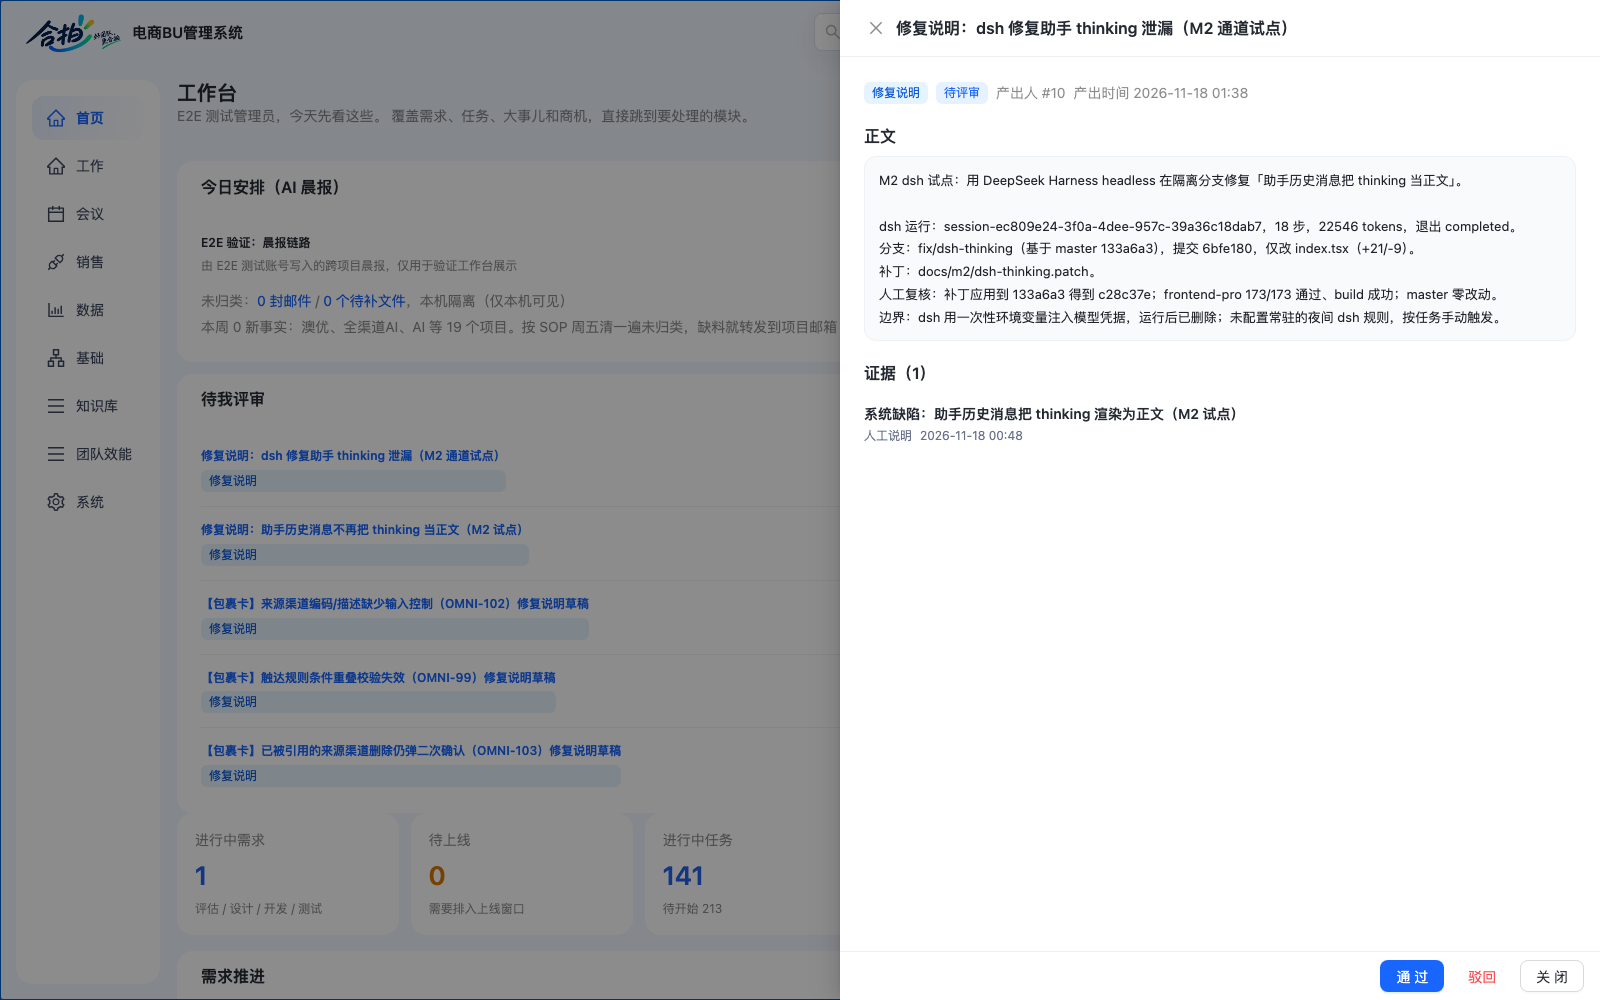 合拍
电商BU管理系统
首页
工作
会议
销售
数据
基础
知识库
团队效能
系统
工作台
E2E 测试管理员，今天先看这些。 覆盖需求、任务、大事儿和商机，直接跳到要处理的模块。
今日安排（AI 晨报）
E2E 验证：晨报链路
由 E2E 测试账号写入的跨项目晨报，仅用于验证工作台展示
未归类：0 封邮件 / 0 个待补文件，本机隔离（仅本机可见）
本周 0 新事实：澳优、全渠道AI、AI 等 19 个项目。按 SOP 周五清一遍未归类，缺料就转发到项目邮箱
待我评审
修复说明：dsh 修复助手 thinking 泄漏（M2 通道试点）
修复说明
修复说明：助手历史消息不再把 thinking 当正文（M2 试点）
修复说明
【包裹卡】来源渠道编码/描述缺少输入控制（OMNI-102）修复说明草稿
修复说明
【包裹卡】触达规则条件重叠校验失效（OMNI-99）修复说明草稿
修复说明
【包裹卡】已被引用的来源渠道删除仍弹二次确认（OMNI-103）修复说明草稿
修复说明
进行中需求
1
评估 / 设计 / 开发 / 测试
待上线
0
需要排入上线窗口
进行中任务
141
待开始 213
需求推进
修复说明：dsh 修复助手 thinking 泄漏（M2 通道试点）
修复说明 待评审 产出人 #10 产出时间 2026-11-18 01:38
正文
M2 dsh 试点：用 DeepSeek Harness headless 在隔离分支修复「助手历史消息把 thinking 当正文」。
dsh 运行：session-ec809e24-3f0a-4dee-957c-39a36c18dab7，18 步，22546 tokens，退出 completed。
分支：fix/dsh-thinking（基于 master 133a6a3），提交 6bfe180，仅改 index.tsx（+21/-9）。
补丁：docs/m2/dsh-thinking.patch。
人工复核：补丁应用到 133a6a3 得到 c28c37e；frontend-pro 173/173 通过、build 成功；master 零改动。
边界：dsh 用一次性环境变量注入模型凭据，运行后已删除；未配置常驻的夜间 dsh 规则，按任务手动触发。
证据（1）
系统缺陷：助手历史消息把 thinking 渲染为正文（M2 试点）
人工说明 2026-11-18 00:48
通 过
驳回
关 闭